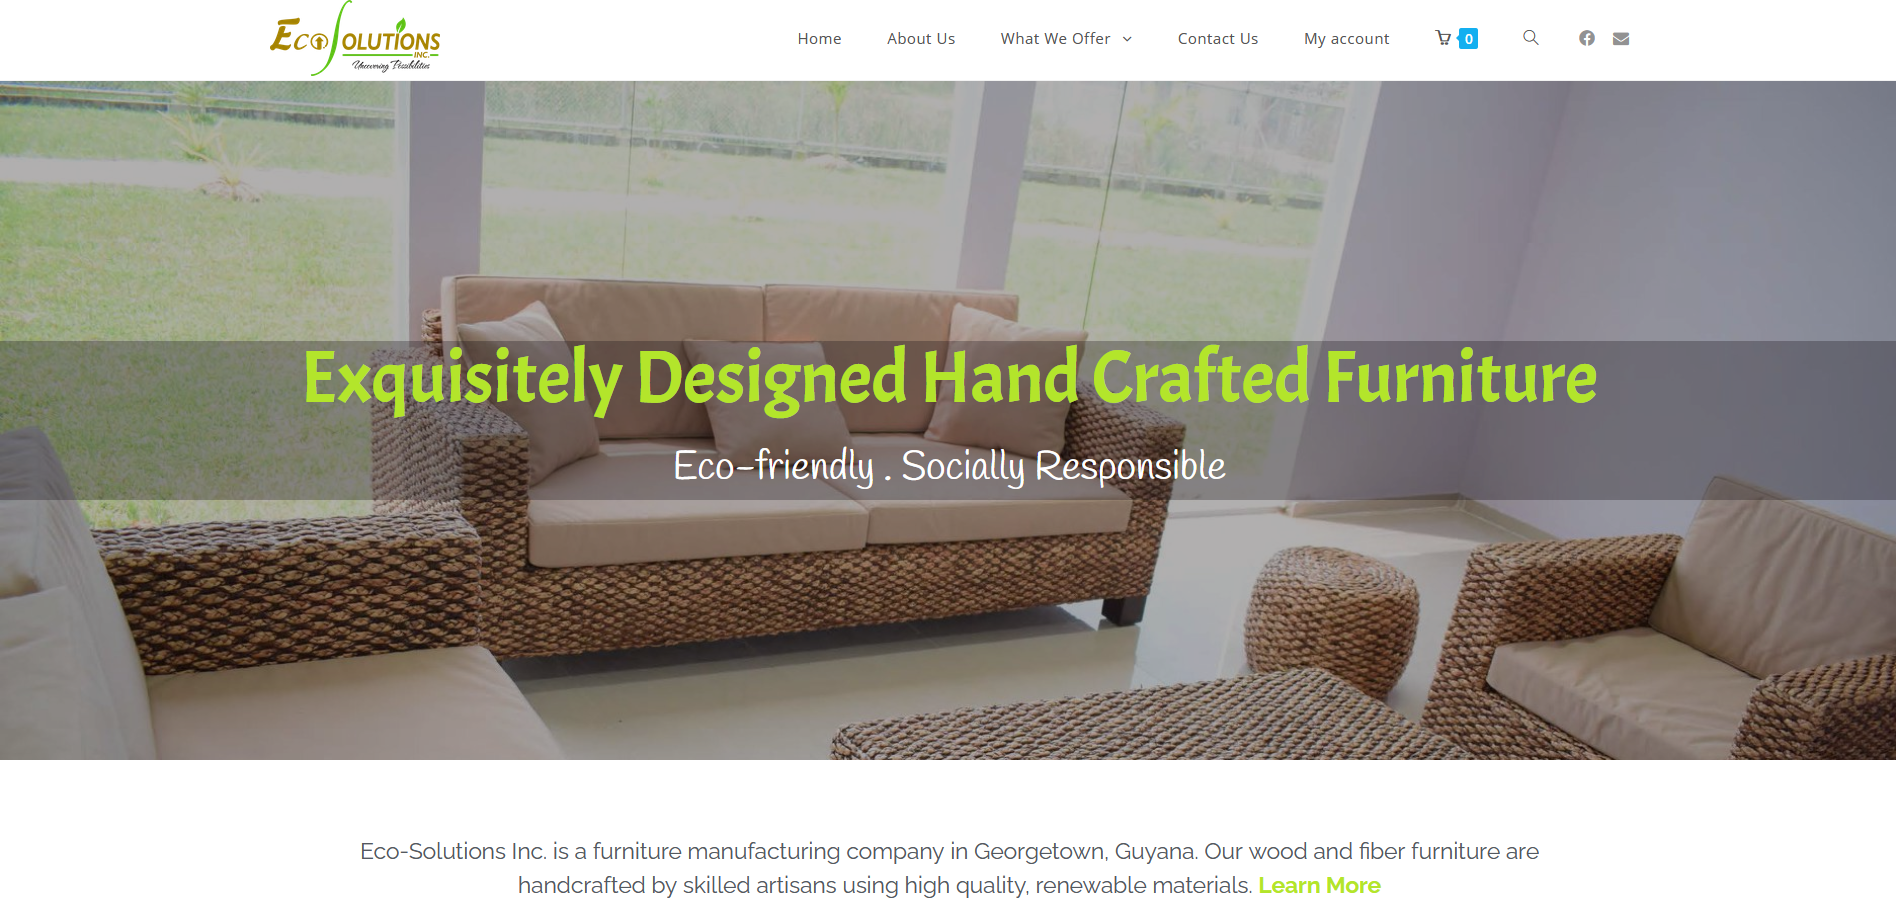 Eco Solutions
INC.
Uncovering Possibilities
Home About Us What We Offer Contact Us My account 0
Exquisitely Designed Hand Crafted Furniture
Eco-friendly . Socially Responsible
Eco-Solutions Inc. is a furniture manufacturing company in Georgetown, Guyana. Our wood and fiber furniture are
handcrafted by skilled artisans using high quality, renewable materials. Learn More